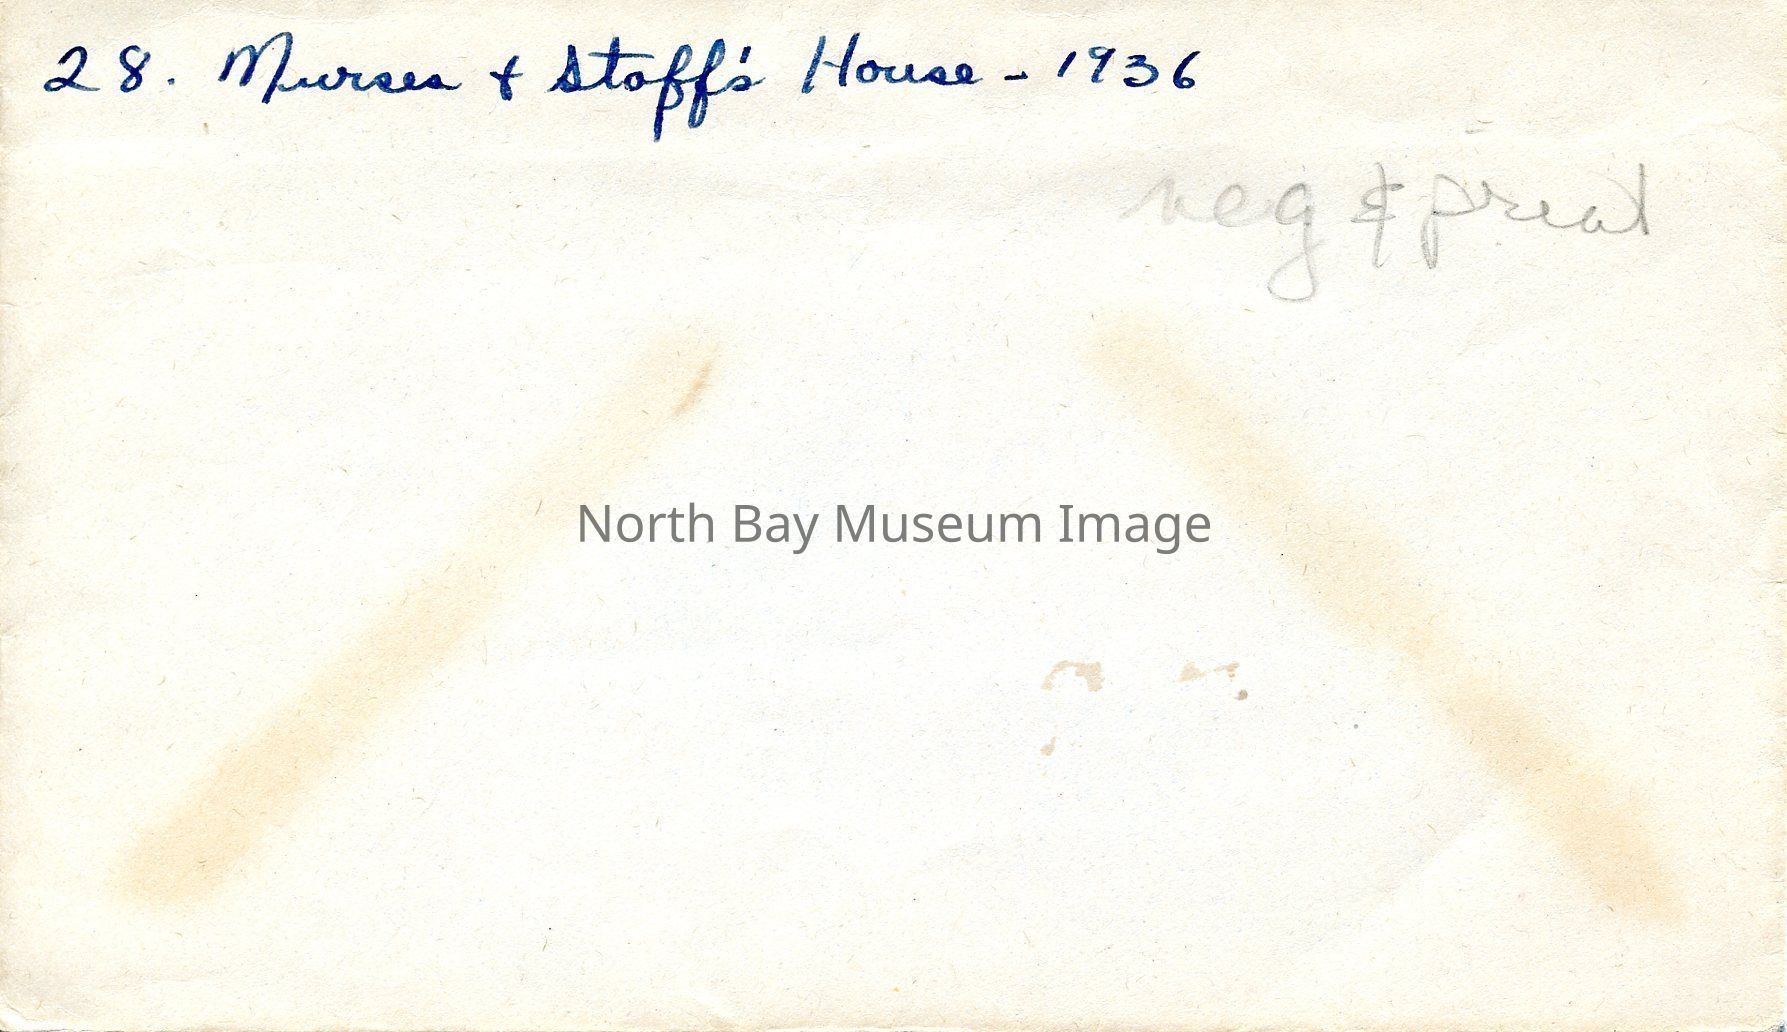 28. Nurses & Staff's House - 1936
neg & print
North Bay Museum Image